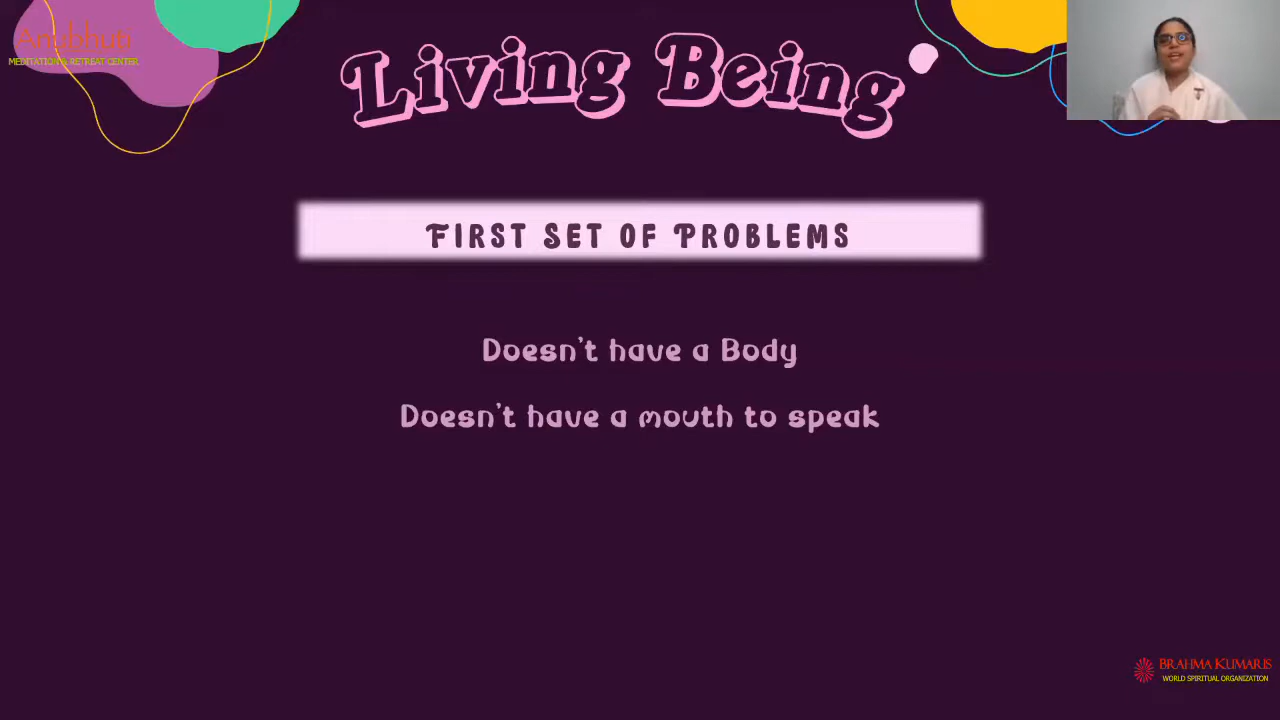 Anubhuti
MEDITATION & RETREAT CENTER
Living Being
First Set of Problems
Doesn't have a Body
Doesn't have a mouth to speak
BRAHMA KUMARIS
WORLD SPIRITUAL ORGANIZATION